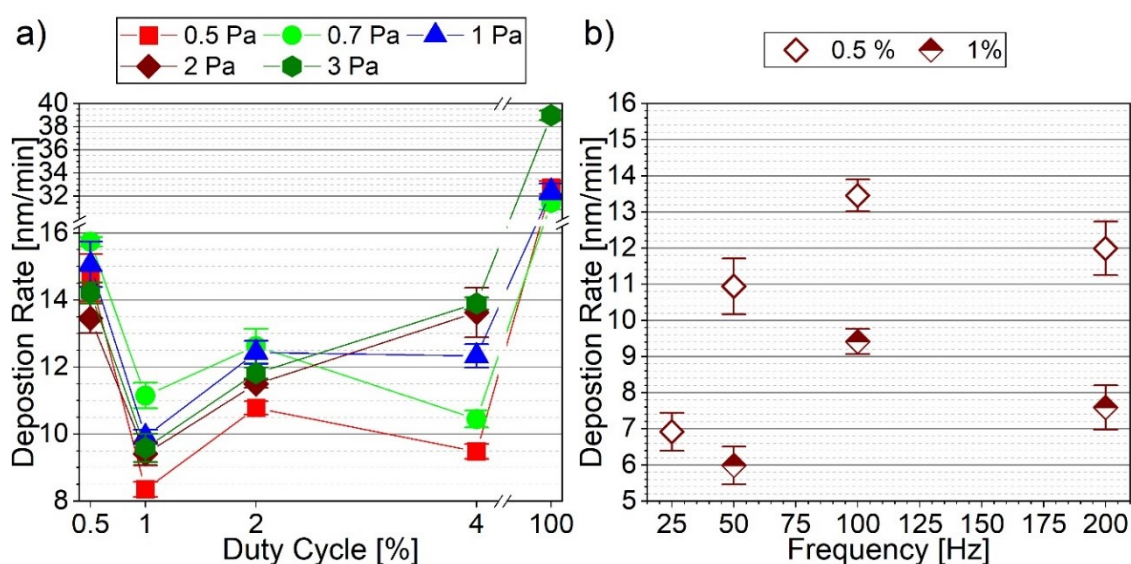 a)
0.5 Pa 0.7 Pa 1 Pa
2 Pa 3 Pa
Depostion Rate [nm/min]
40
38
36
34
32
16
14
12
10
8
0.5 1 2 4 100
Duty Cycle [%]
b)
0.5 % 1%
Depostion Rate [nm/min]
16
15
14
13
12
11
10
9
8
7
6
5
25 50 75 100 125 150 175 200
Frequency [Hz]